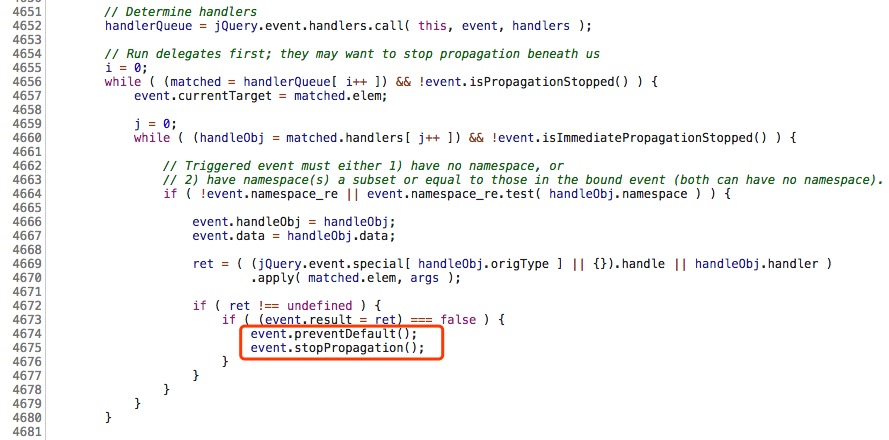 4651 // Determine handlers
4652 handlerQueue = jQuery.event.handlers.call( this, event, handlers );
4653
4654 // Run delegates first; they may want to stop propagation beneath us
4655 i = 0;
4656 while ( (matched = handlerQueue[ i++ ]) && !event.isPropagationStopped() ) {
4657 event.currentTarget = matched.elem;
4658
4659 j = 0;
4660 while ( (handleObj = matched.handlers[ j++ ]) && !event.isImmediatePropagationStopped() ) {
4661
4662 // Triggered event must either 1) have no namespace, or
4663 // 2) have namespace(s) a subset or equal to those in the bound event (both can have no namespace).
4664 if ( !event.namespace_re || event.namespace_re.test( handleObj.namespace ) ) {
4665
4666 event.handleObj = handleObj;
4667 event.data = handleObj.data;
4668
4669 ret = ( (jQuery.event.special[ handleObj.origType ] || {}).handle || handleObj.handler )
4670 .apply( matched.elem, args );
4671
4672 if ( ret !== undefined ) {
4673 if ( (event.result = ret) === false ) {
4674 event.preventDefault();
4675 event.stopPropagation();
4676 }
4677 }
4678 }
4679 }
4680 }
4681